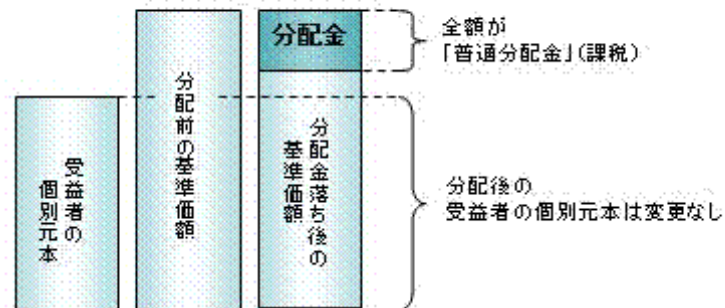 受益者の
個別元本
分配前の基準価額
分配金
分配金落ち後の
基準価額
全額が
「普通分配金」(課税)
分配後の
受益者の個別元本は変更なし